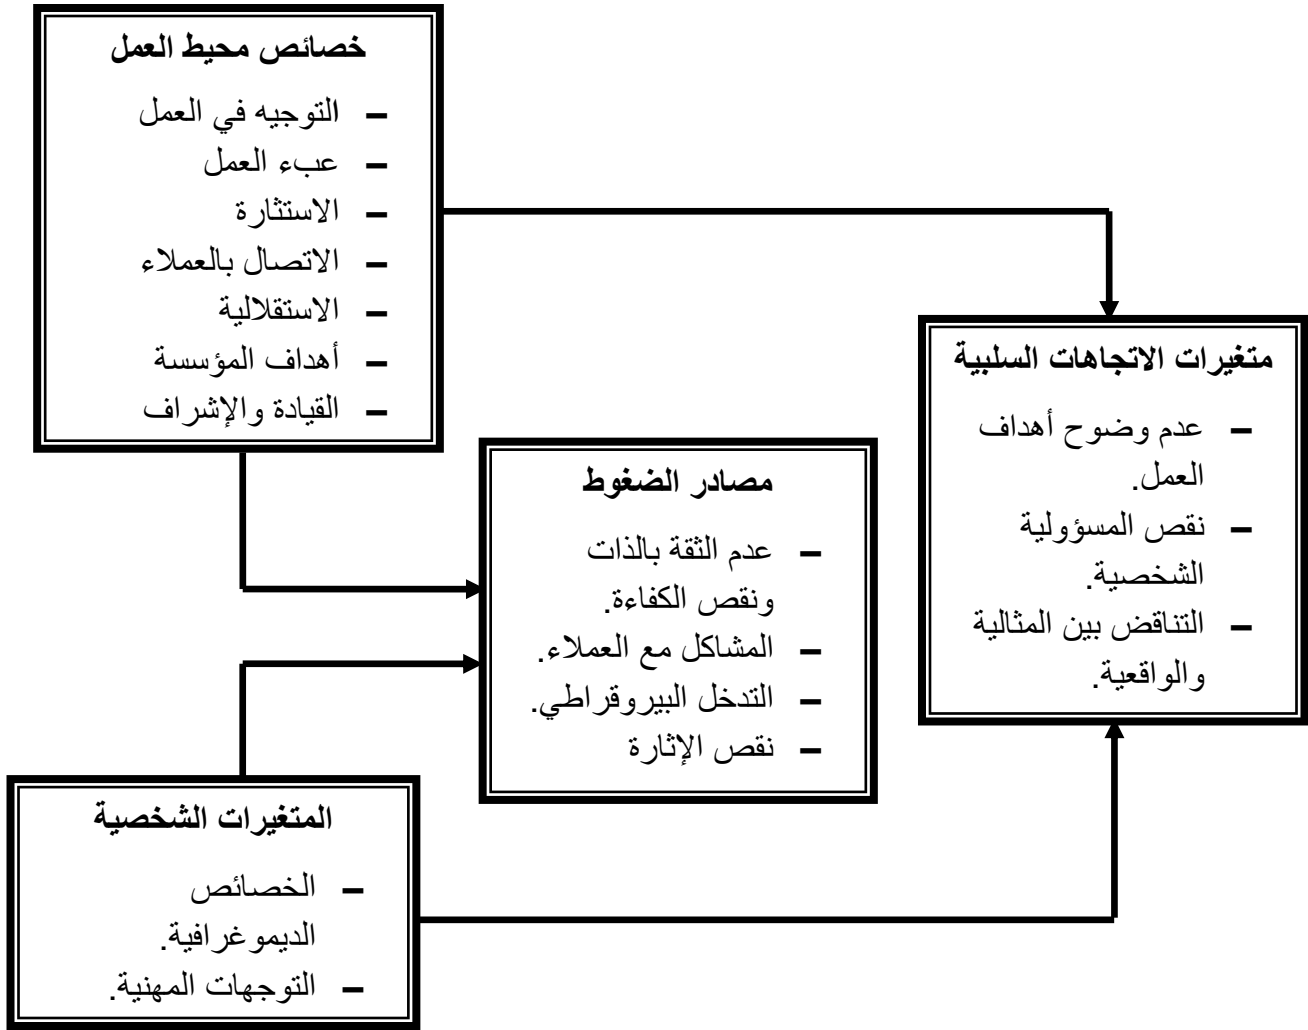 خصائص محيط العمل
– التوجيه في العمل
– عبء العمل
– الاستثارة
– الاتصال بالعملاء
– الاستقلالية
– أهداف المؤسسة
– القيادة والإشراف
متغيرات الاتجاهات السلبية
– عدم وضوح أهداف
العمل.
– نقص المسؤولية
الشخصية.
– التناقض بين المثالية
والواقعية.
مصادر الضغوط
– عدم الثقة بالذات
ونقص الكفاءة.
– المشاكل مع العملاء.
– التدخل البيروقراطي.
– نقص الإثارة
المتغيرات الشخصية
– الخصائص
الديموغرافية.
– التوجهات المهنية.